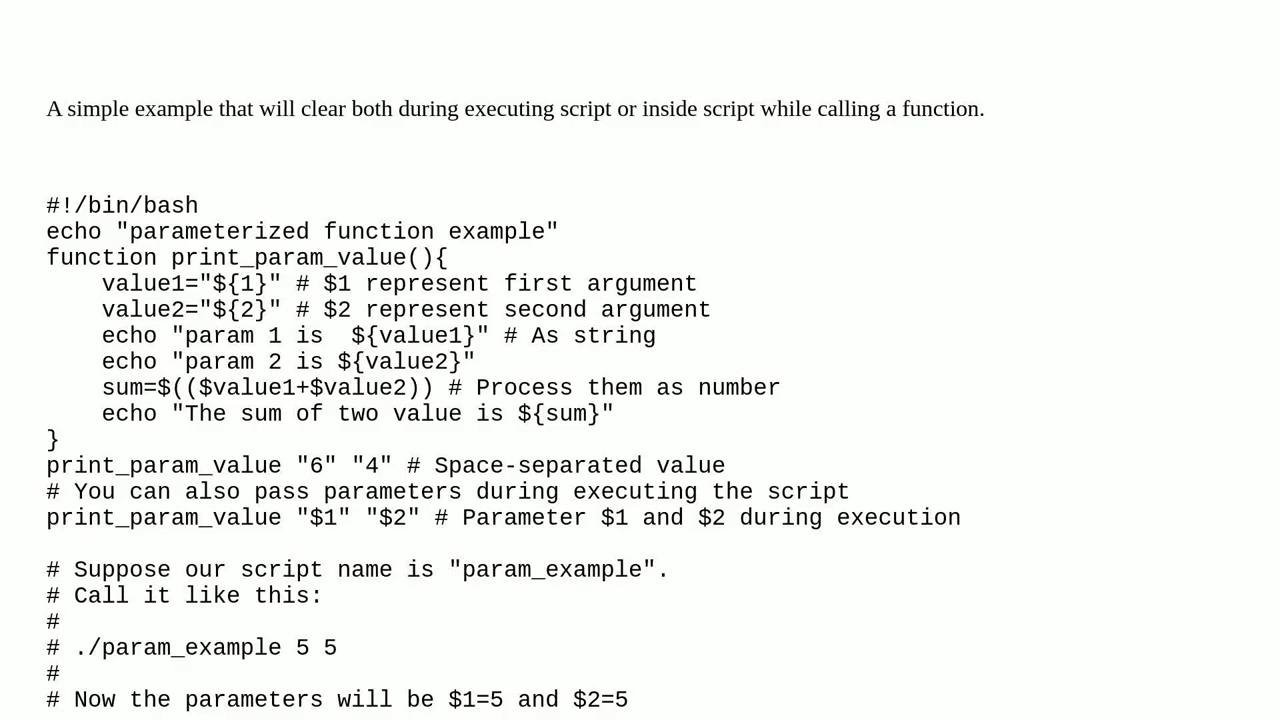 A simple example that will clear both during executing script or inside script while calling a function.
#!/bin/bash
echo "parameterized function example"
function print_param_value(){
    value1="${1}" # $1 represent first argument
    value2="${2}" # $2 represent second argument
    echo "param 1 is  ${value1}" # As string
    echo "param 2 is ${value2}"
    sum=$(($value1+$value2)) # Process them as number
    echo "The sum of two value is ${sum}"
}
print_param_value "6" "4" # Space-separated value
# You can also pass parameters during executing the script
print_param_value "$1" "$2" # Parameter $1 and $2 during execution
# Suppose our script name is "param_example".
# Call it like this:
#
# ./param_example 5 5
#
# Now the parameters will be $1=5 and $2=5